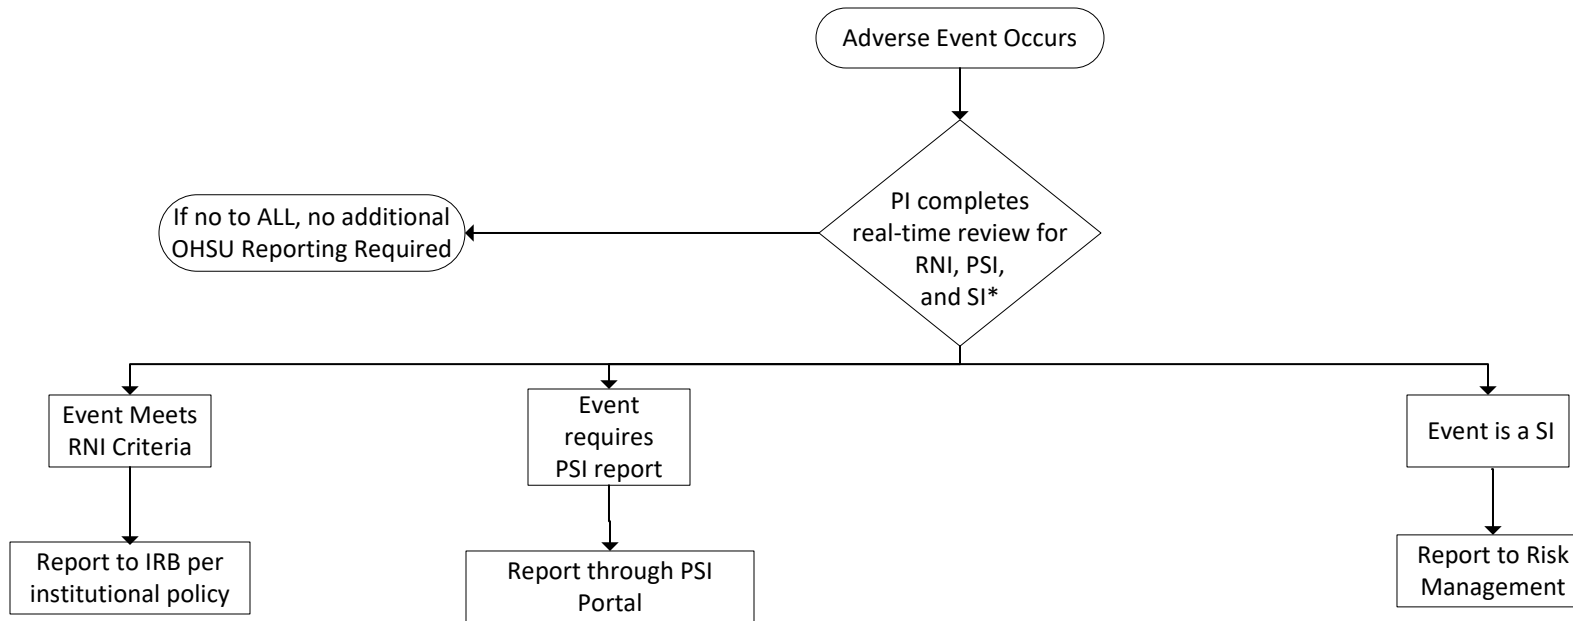 Adverse Event Occurs
PI completes
real-time review for
RNI, PSI,
and SI*
If no to ALL, no additional
OHSU Reporting Required
Event Meets
RNI Criteria
Event
requires
PSI report
Event is a SI
Report to IRB per
institutional policy
Report through PSI
Portal
Report to Risk
Management